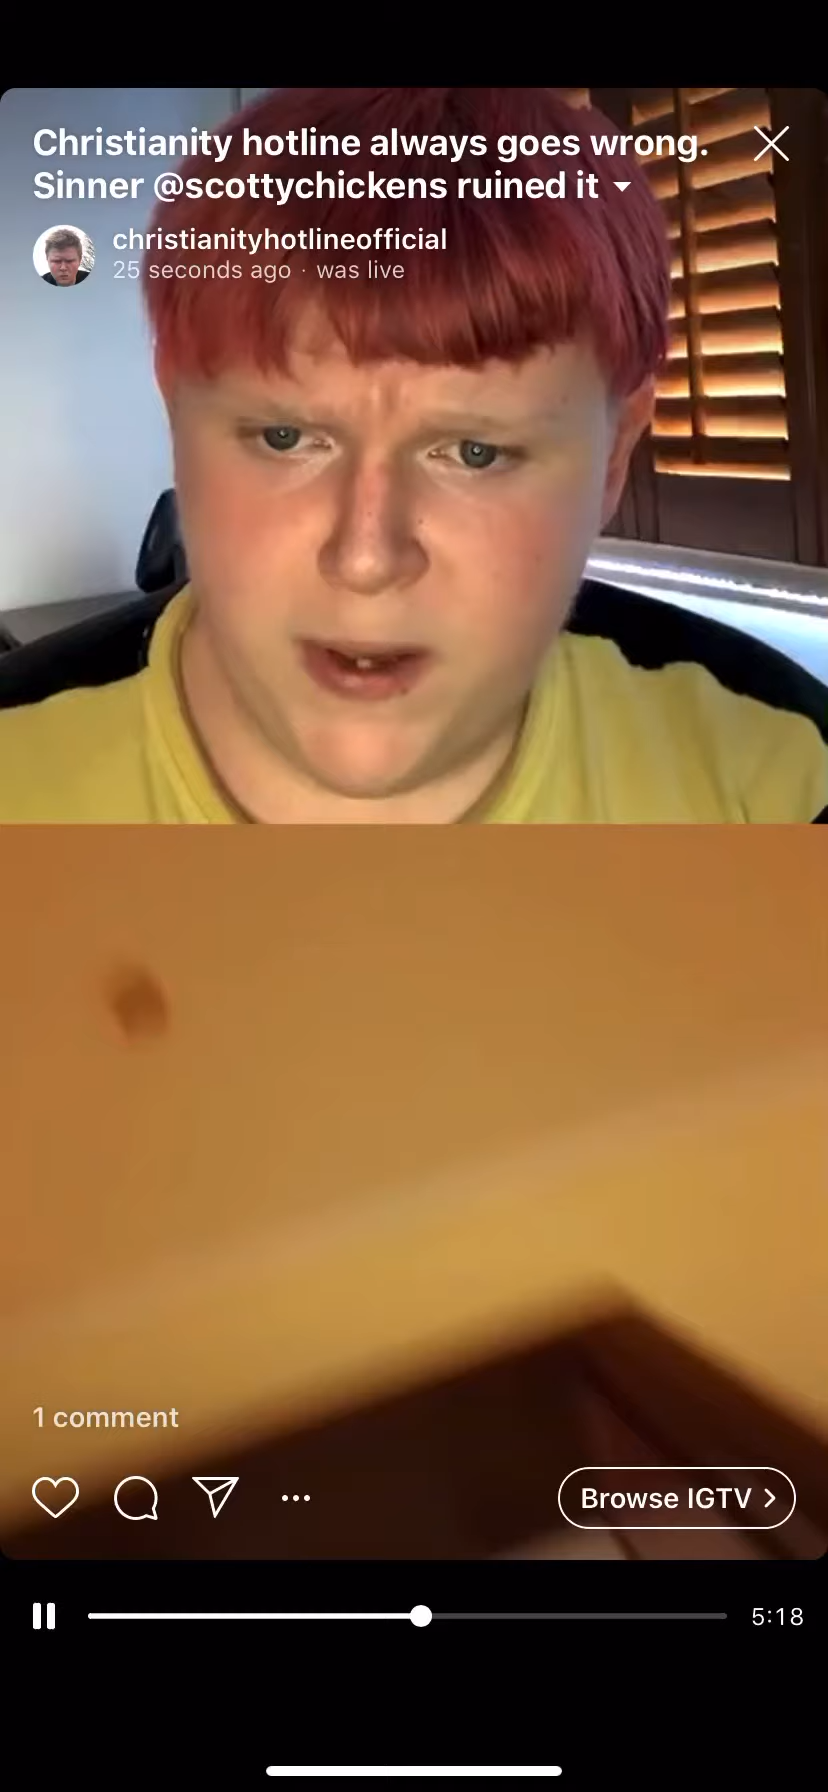 Christianity hotline always goes wrong.
Sinner @scottychickens ruined it
christianityhotlineofficial
25 seconds ago · was live
1 comment
Browse IGTV
5:18